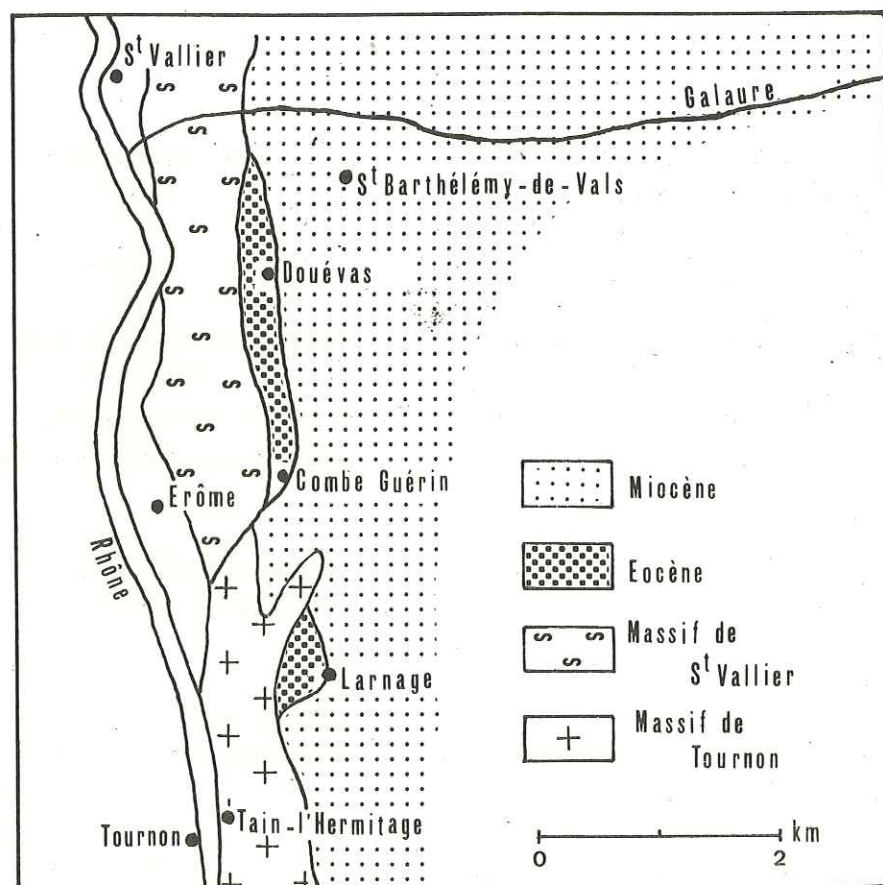 St Vallier
Galaure
St Barthélémy-de-Vals
Douévas
Combe Guérin
Erôme
Rhône
Larnage
Tain-l'Hermitage
Tournon
Miocène
Eocène
S S
S
Massif de
St Vallier
+
Massif de
Tournon
km
0 2